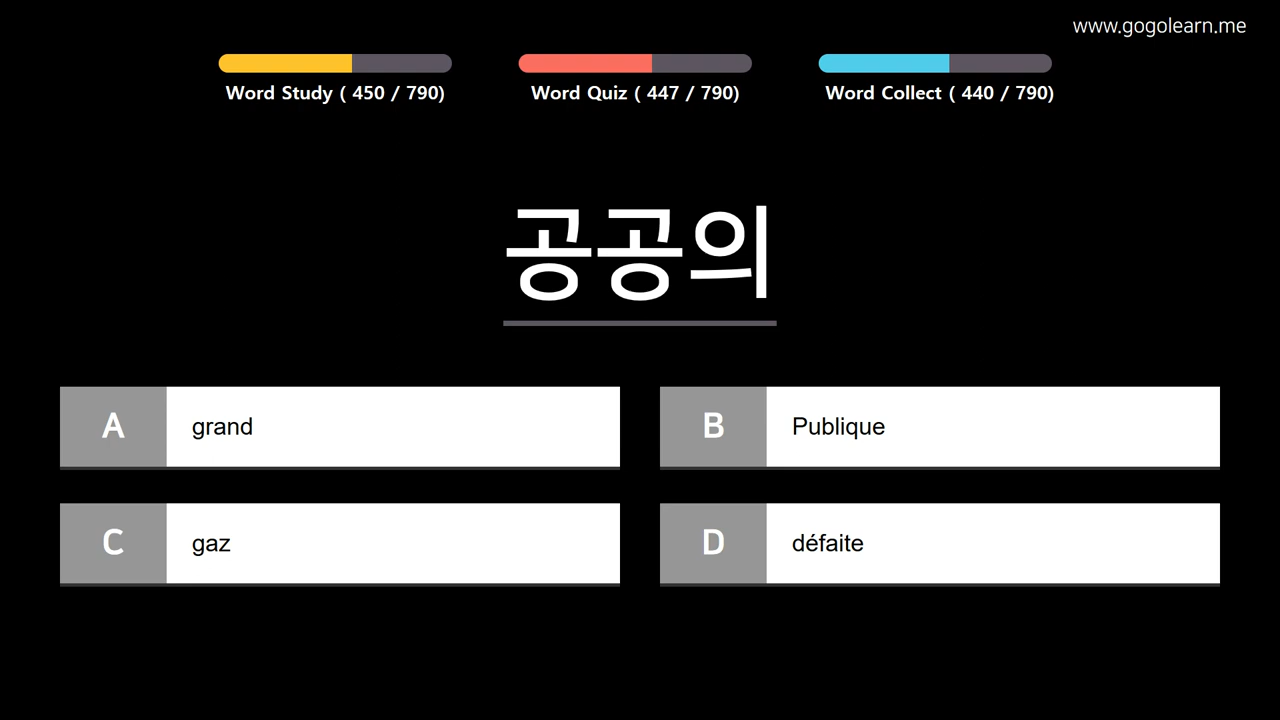 www.gogolearn.me
Word Study ( 450 / 790)
Word Quiz ( 447 / 790)
Word Collect ( 440 / 790)
공공의
A grand
B Publique
C gaz
D défaite